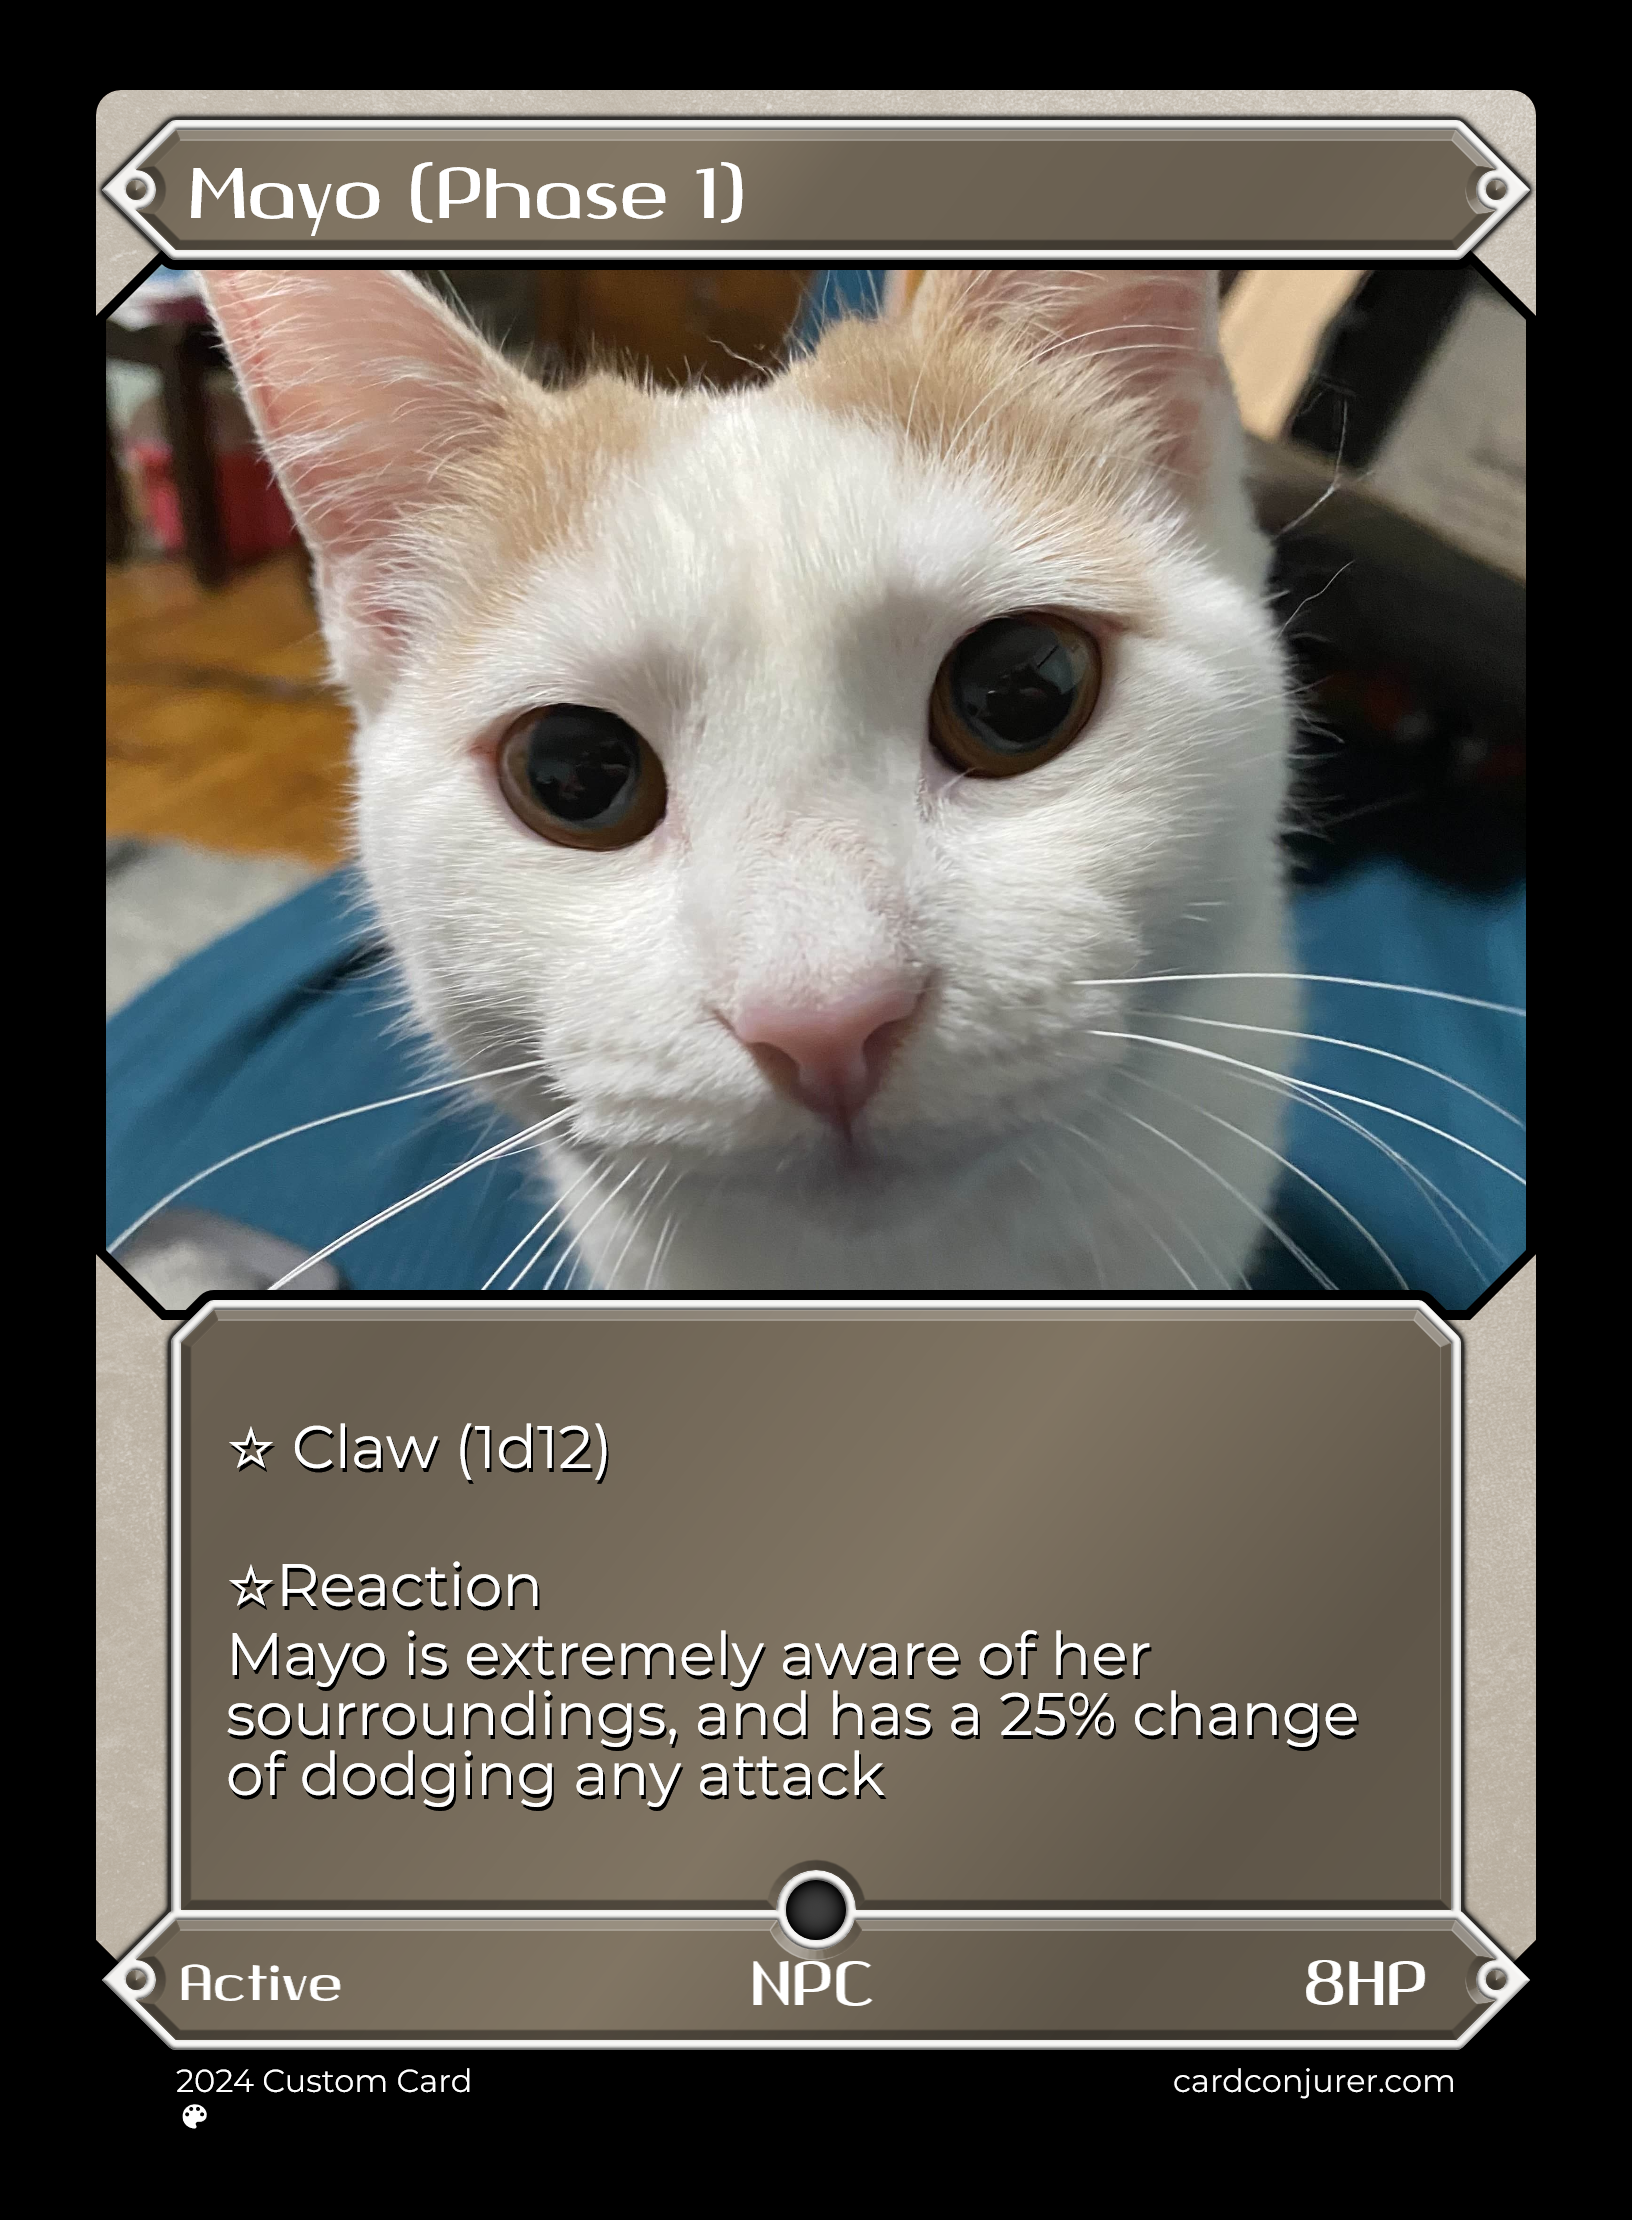 Mayo (Phase 1)
☆ Claw (1d12)
☆Reaction
Mayo is extremely aware of her
sourroundings, and has a 25% change
of dodging any attack
Active
NPC
8HP
2024 Custom Card
cardconjurer.com